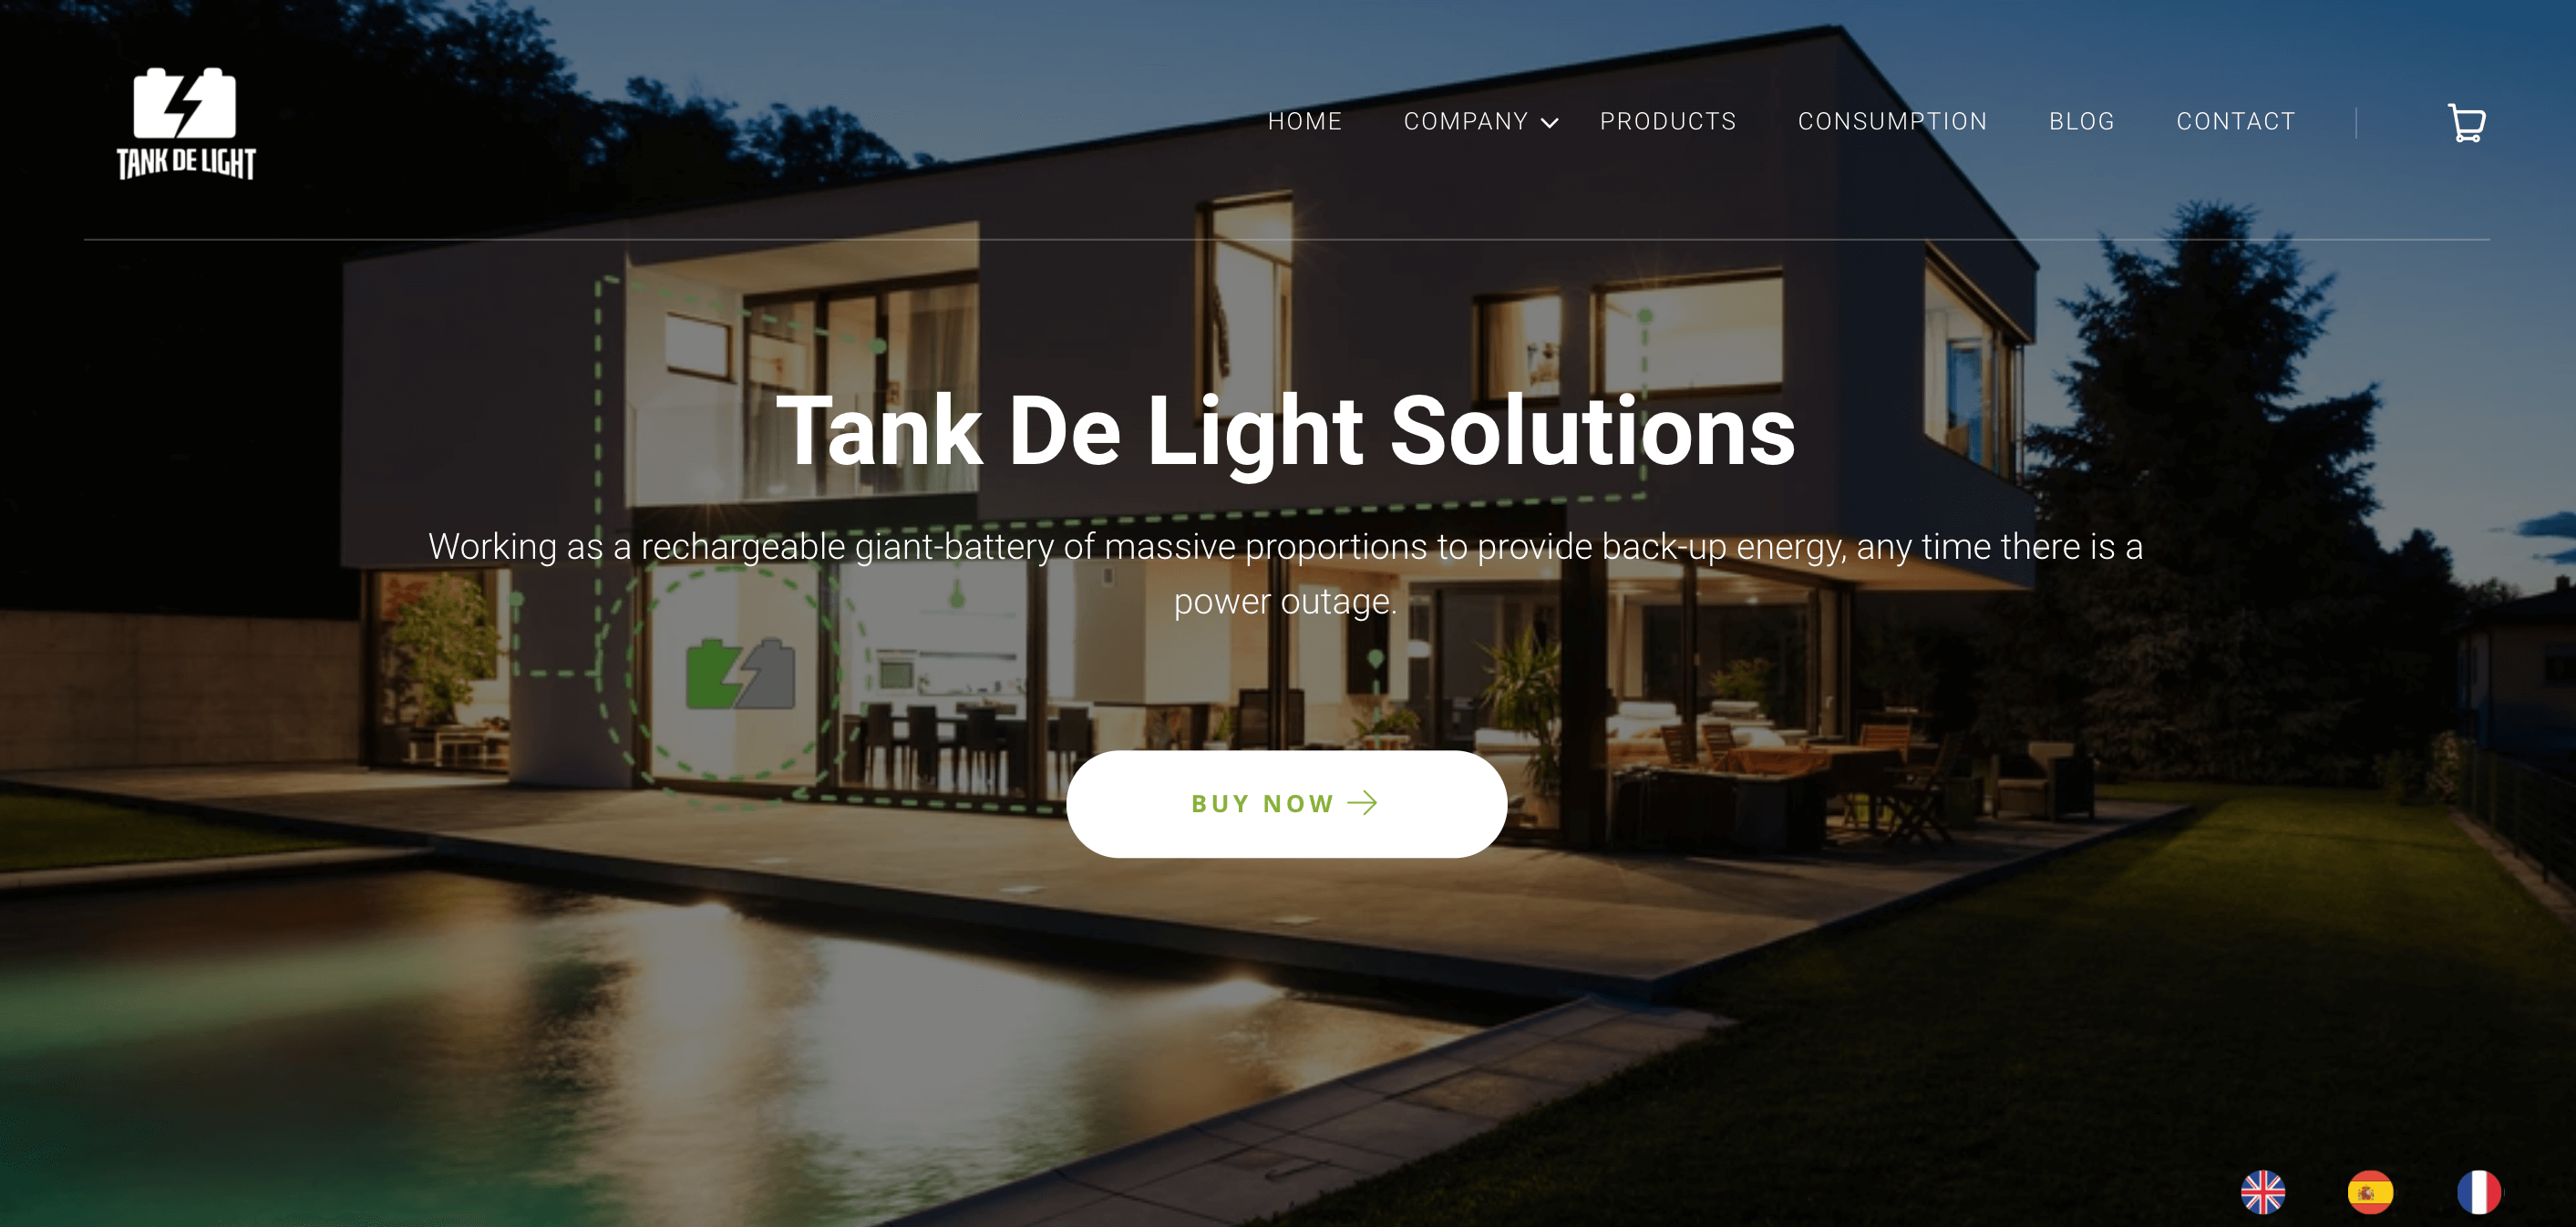 TANK DE LIGHT
HOME COMPANY PRODUCTS CONSUMPTION BLOG CONTACT
Tank De Light Solutions
Working as a rechargeable giant-battery of massive proportions to provide back-up energy, any time there is a
power outage.
BUY NOW